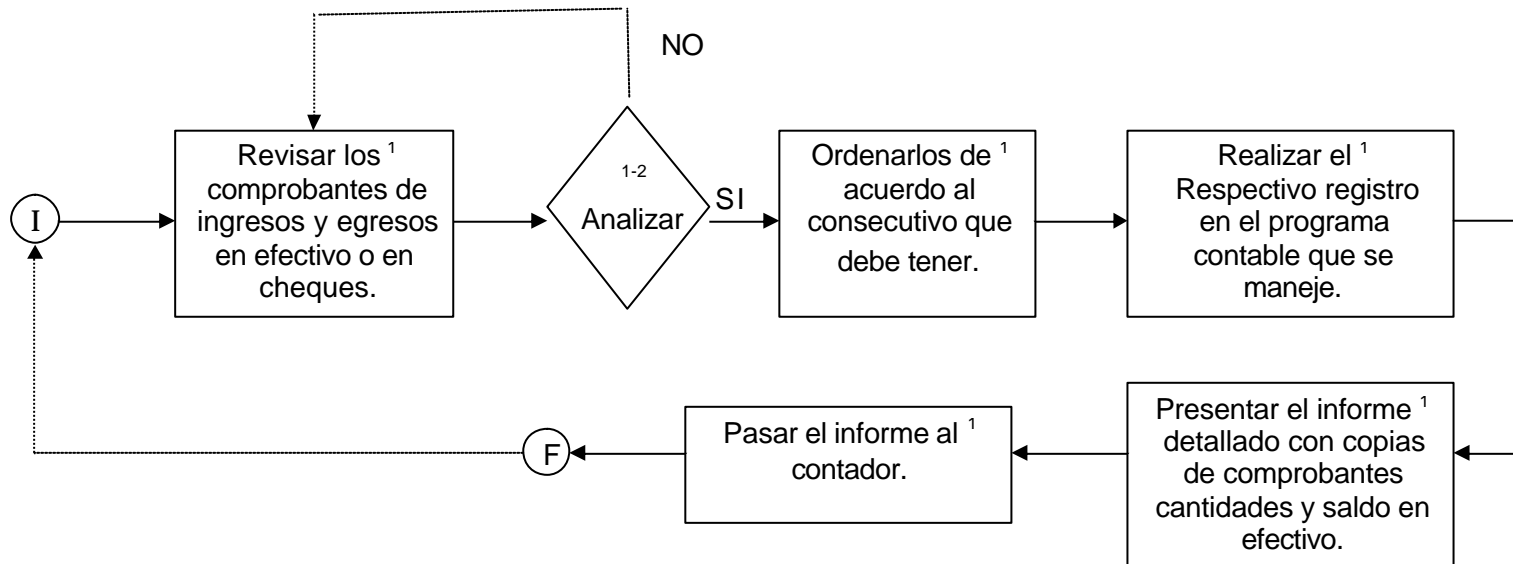 NO
I
Revisar los ¹
comprobantes de
ingresos y egresos
en efectivo o en
cheques.
1-2
Analizar
SI
Ordenarlos de ¹
acuerdo al
consecutivo que
debe tener.
Realizar el ¹
Respectivo registro
en el programa
contable que se
maneje.
Presentar el informe ¹
detallado con copias
de comprobantes
cantidades y saldo en
efectivo.
Pasar el informe al ¹
contador.
F